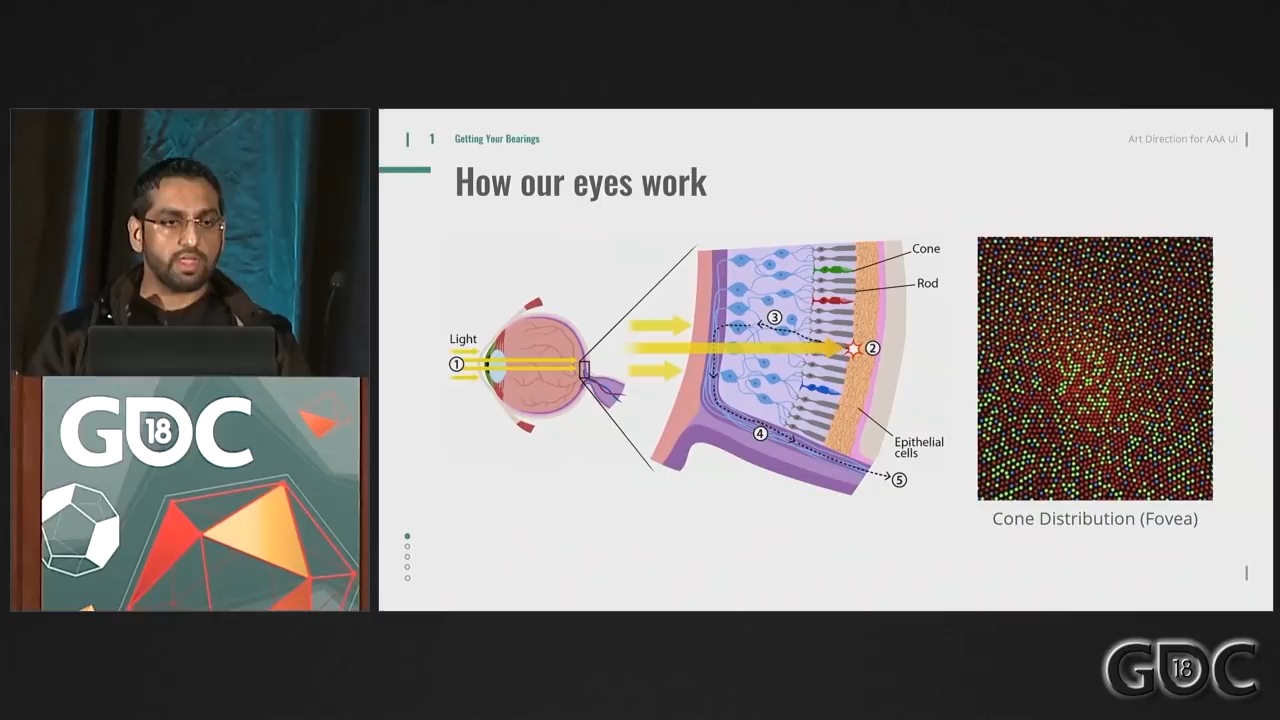 GDC
18
1 Getting Your Bearings
Art Direction for AAA UI
How our eyes work
Light
1
Cone
Rod
3
2
4
Epithelial
cells
5
Cone Distribution (Fovea)
GDC
18